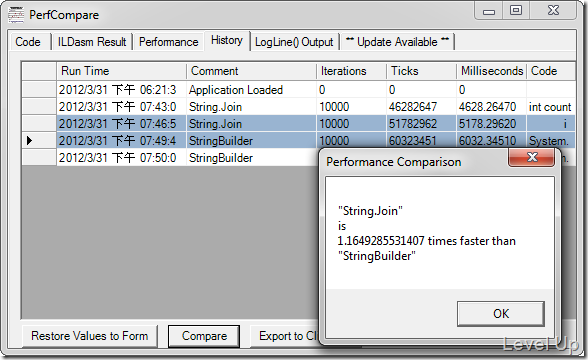 PerfCompare
Code ILDasm Result Performance History LogLine() Output ** Update Available **
Run Time Comment Iterations Ticks Milliseconds Code
2012/3/31 下午 06:21:3 Application Loaded 0 0 0
2012/3/31 下午 07:43:0 String.Join 10000 46282647 4628.26470 int count
2012/3/31 下午 07:46:5 String.Join 10000 51782962 5178.29620 i
2012/3/31 下午 07:49:4 StringBuilder 10000 60323451 6032.34510 System.
2012/3/31 下午 07:50:0 StringBuilder
Performance Comparison
"String.Join"
is
1.1649285531407 times faster than
"StringBuilder"
OK
Restore Values to Form Compare Export to Cl
Level Up